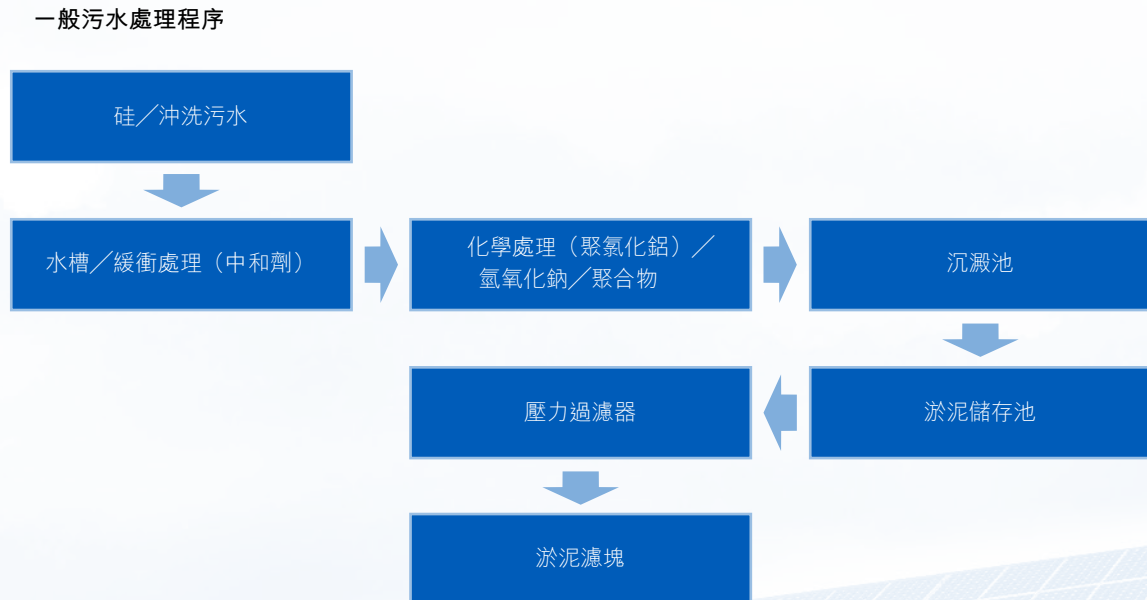 一般污水處理程序
硅／沖洗污水
水槽／緩衝處理（中和劑）
化學處理（聚氯化鋁）／
氫氧化鈉／聚合物
沉澱池
壓力過濾器
淤泥儲存池
淤泥濾塊